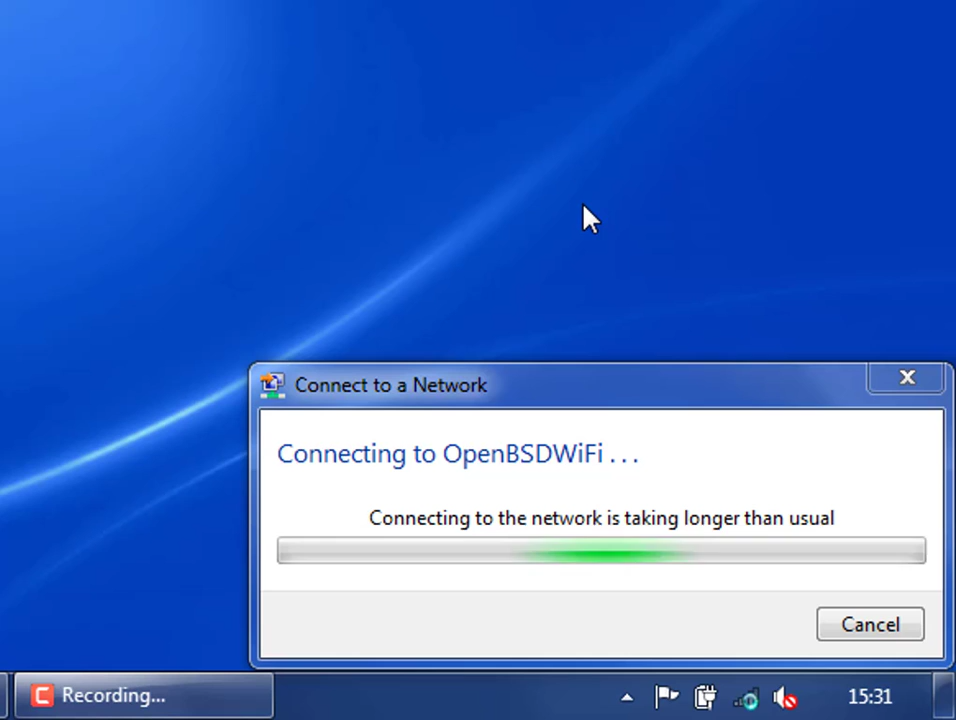 Connect to a Network
Connecting to OpenBSDWiFi . . .
Connecting to the network is taking longer than usual
Cancel
Recording...
15:31